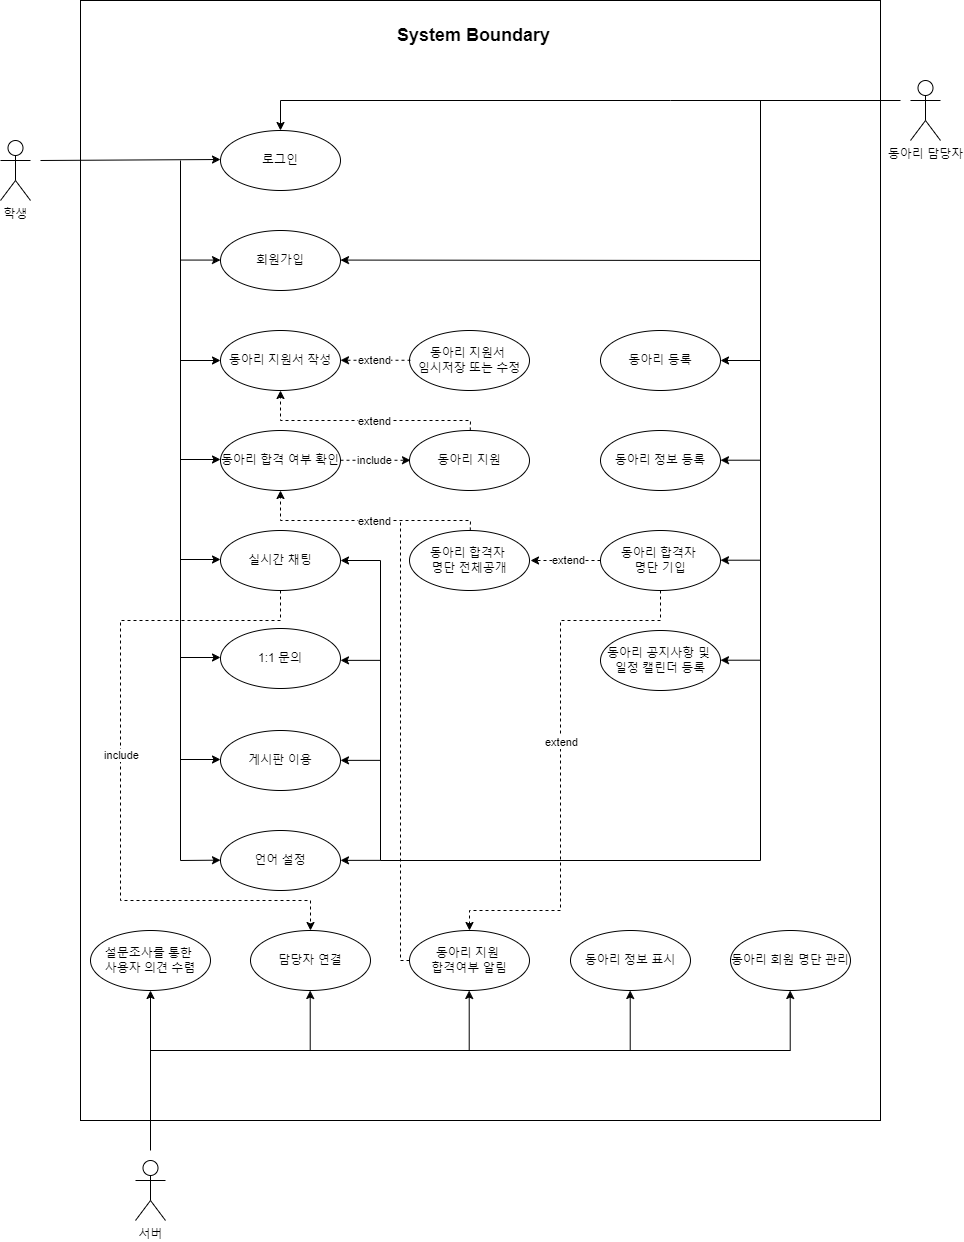 System Boundary
로그인
동아리 담당자
학생
회원가입
동아리 지원서 작성
extend
동아리 지원서
임시저장 또는 수정
동아리 등록
extend
동아리 합격 여부 확인
include
동아리 지원
동아리 정보 등록
extend
실시간 채팅
동아리 합격자
명단 전체공개
extend
동아리 합격자
명단 기입
1:1 문의
동아리 공지사항 및
일정 캘린더 등록
include
extend
게시판 이용
언어 설정
설문조사를 통한
사용자 의견 수렴
담당자 연결
동아리 지원
합격여부 알림
동아리 정보 표시
동아리 회원 명단 관리
서버